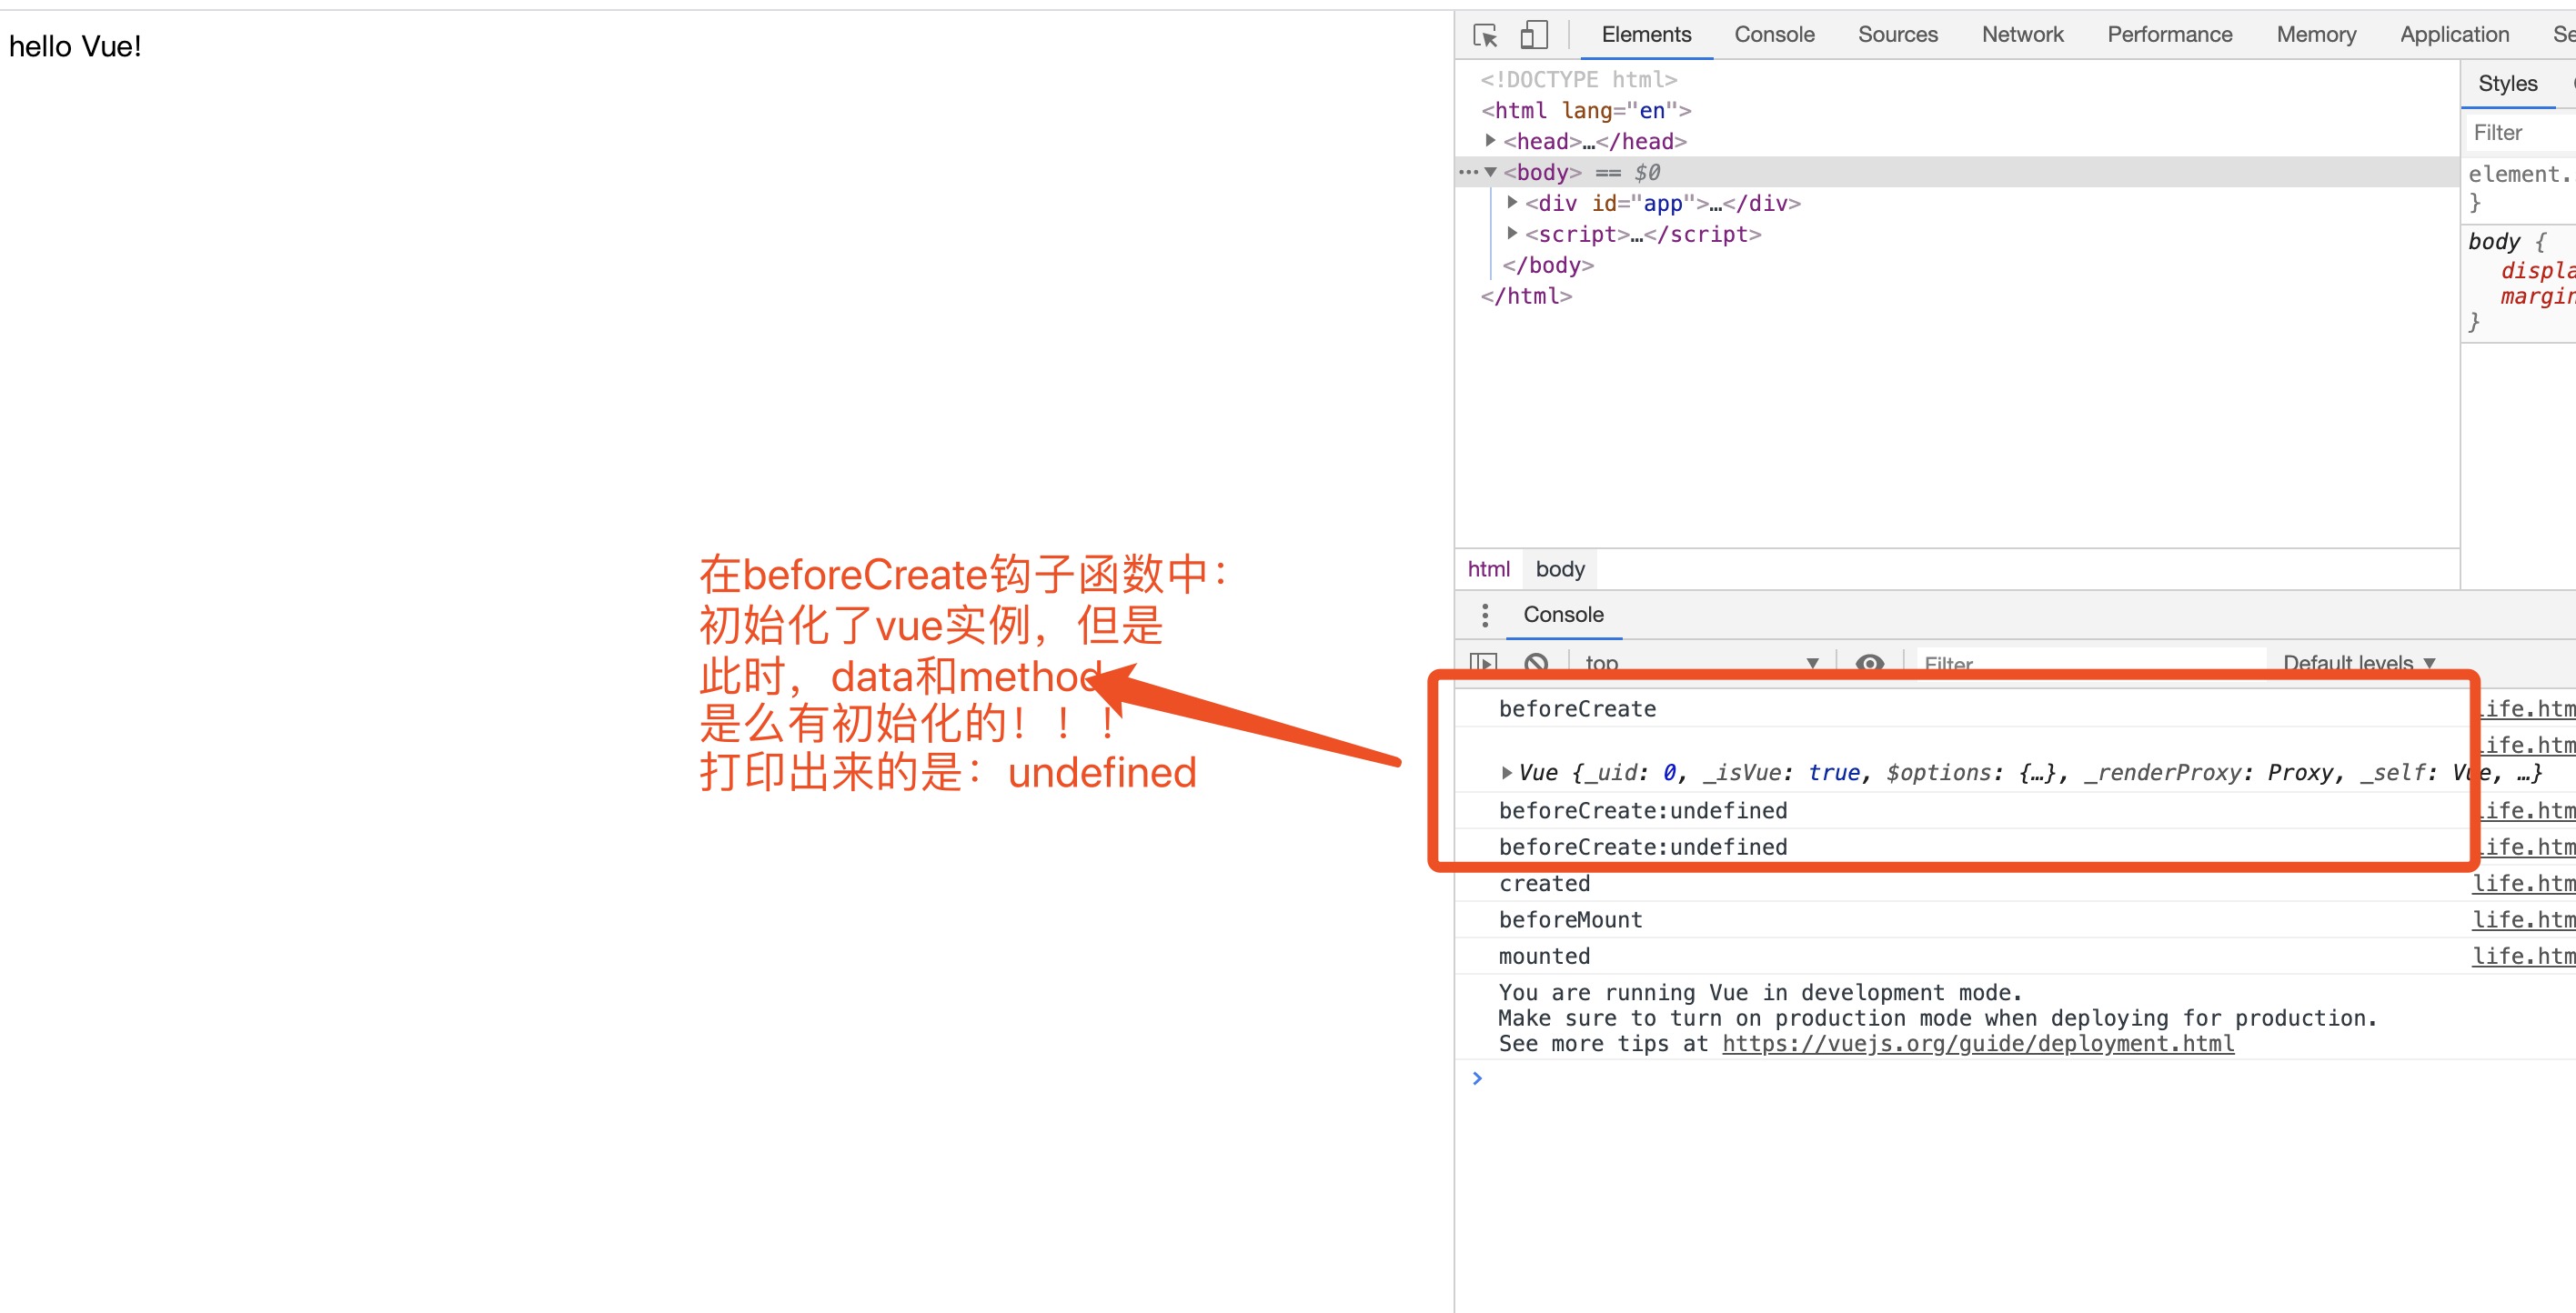 hello Vue!
Elements Console Sources Network Performance Memory Application Se
<!DOCTYPE html>
<html lang="en">
<head>…</head>
<body> == $0
<div id="app">…</div>
<script>…</script>
</body>
</html>
html body
Styles
Filter
element.
}
body {
displa
margin
}
在beforeCreate钩子函数中：
初始化了vue实例，但是
此时，data和method
是么有初始化的！！！
打印出来的是：undefined
Console
top Filter Default levels
beforeCreate life.htm
life.htm
Vue {_uid: 0, _isVue: true, $options: {…}, _renderProxy: Proxy, _self: Vue, …}
beforeCreate:undefined life.htm
beforeCreate:undefined life.htm
created life.htm
beforeMount life.htm
mounted life.htm
You are running Vue in development mode.
Make sure to turn on production mode when deploying for production.
See more tips at https://vuejs.org/guide/deployment.html